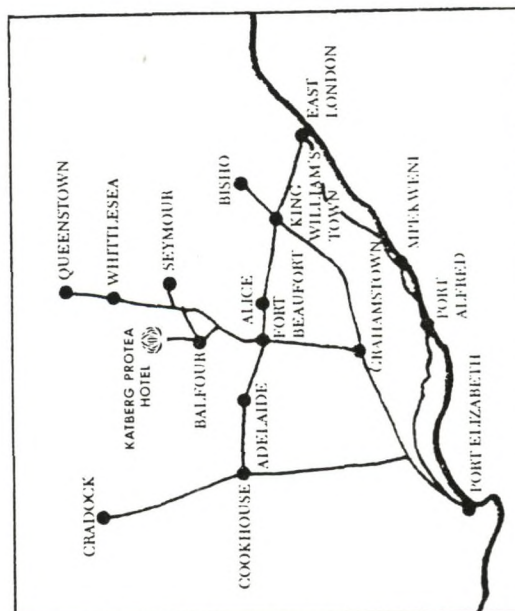 QUEENSTOWN
WHITTLESEA
SEYMOUR
KATBERG PROTEA
HOTEL
BALFOUR
CRADOCK
COOKHOUSE
ADELAIDE
ALICE
FORT
BEAUFORT
BISHO
KING
WILLIAM'S
TOWN
EAST
LONDON
GRAHAMSTOWN
MPEKWENI
PORT
ALFRED
PORT ELIZABETH